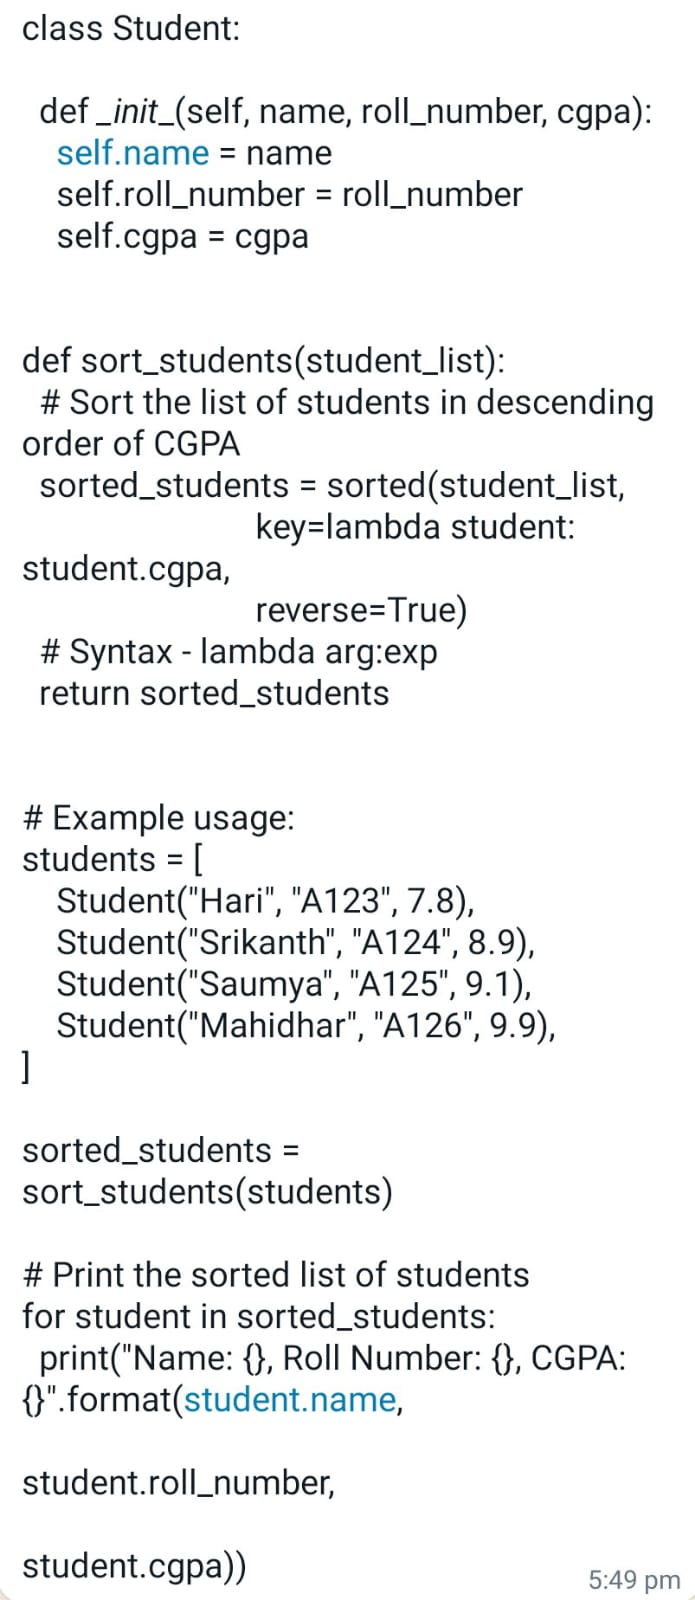 class Student:
def _init_(self, name, roll_number, cgpa):
self.name = name
self.roll_number = roll_number
self.cgpa = cgpa
def sort_students(student_list):
# Sort the list of students in descending
order of CGPA
sorted_students = sorted(student_list,
key=lambda student:
student.cgpa,
reverse=True)
# Syntax - lambda arg:exp
return sorted_students
# Example usage:
students = [
Student("Hari", "A123", 7.8),
Student("Srikanth", "A124", 8.9),
Student("Saumya", "A125", 9.1),
Student("Mahidhar", "A126", 9.9),
]
sorted_students =
sort_students(students)
# Print the sorted list of students
for student in sorted_students:
print("Name: {}, Roll Number: {}, CGPA:
{}".format(student.name,
student.roll_number,
student.cgpa))
5:49 pm